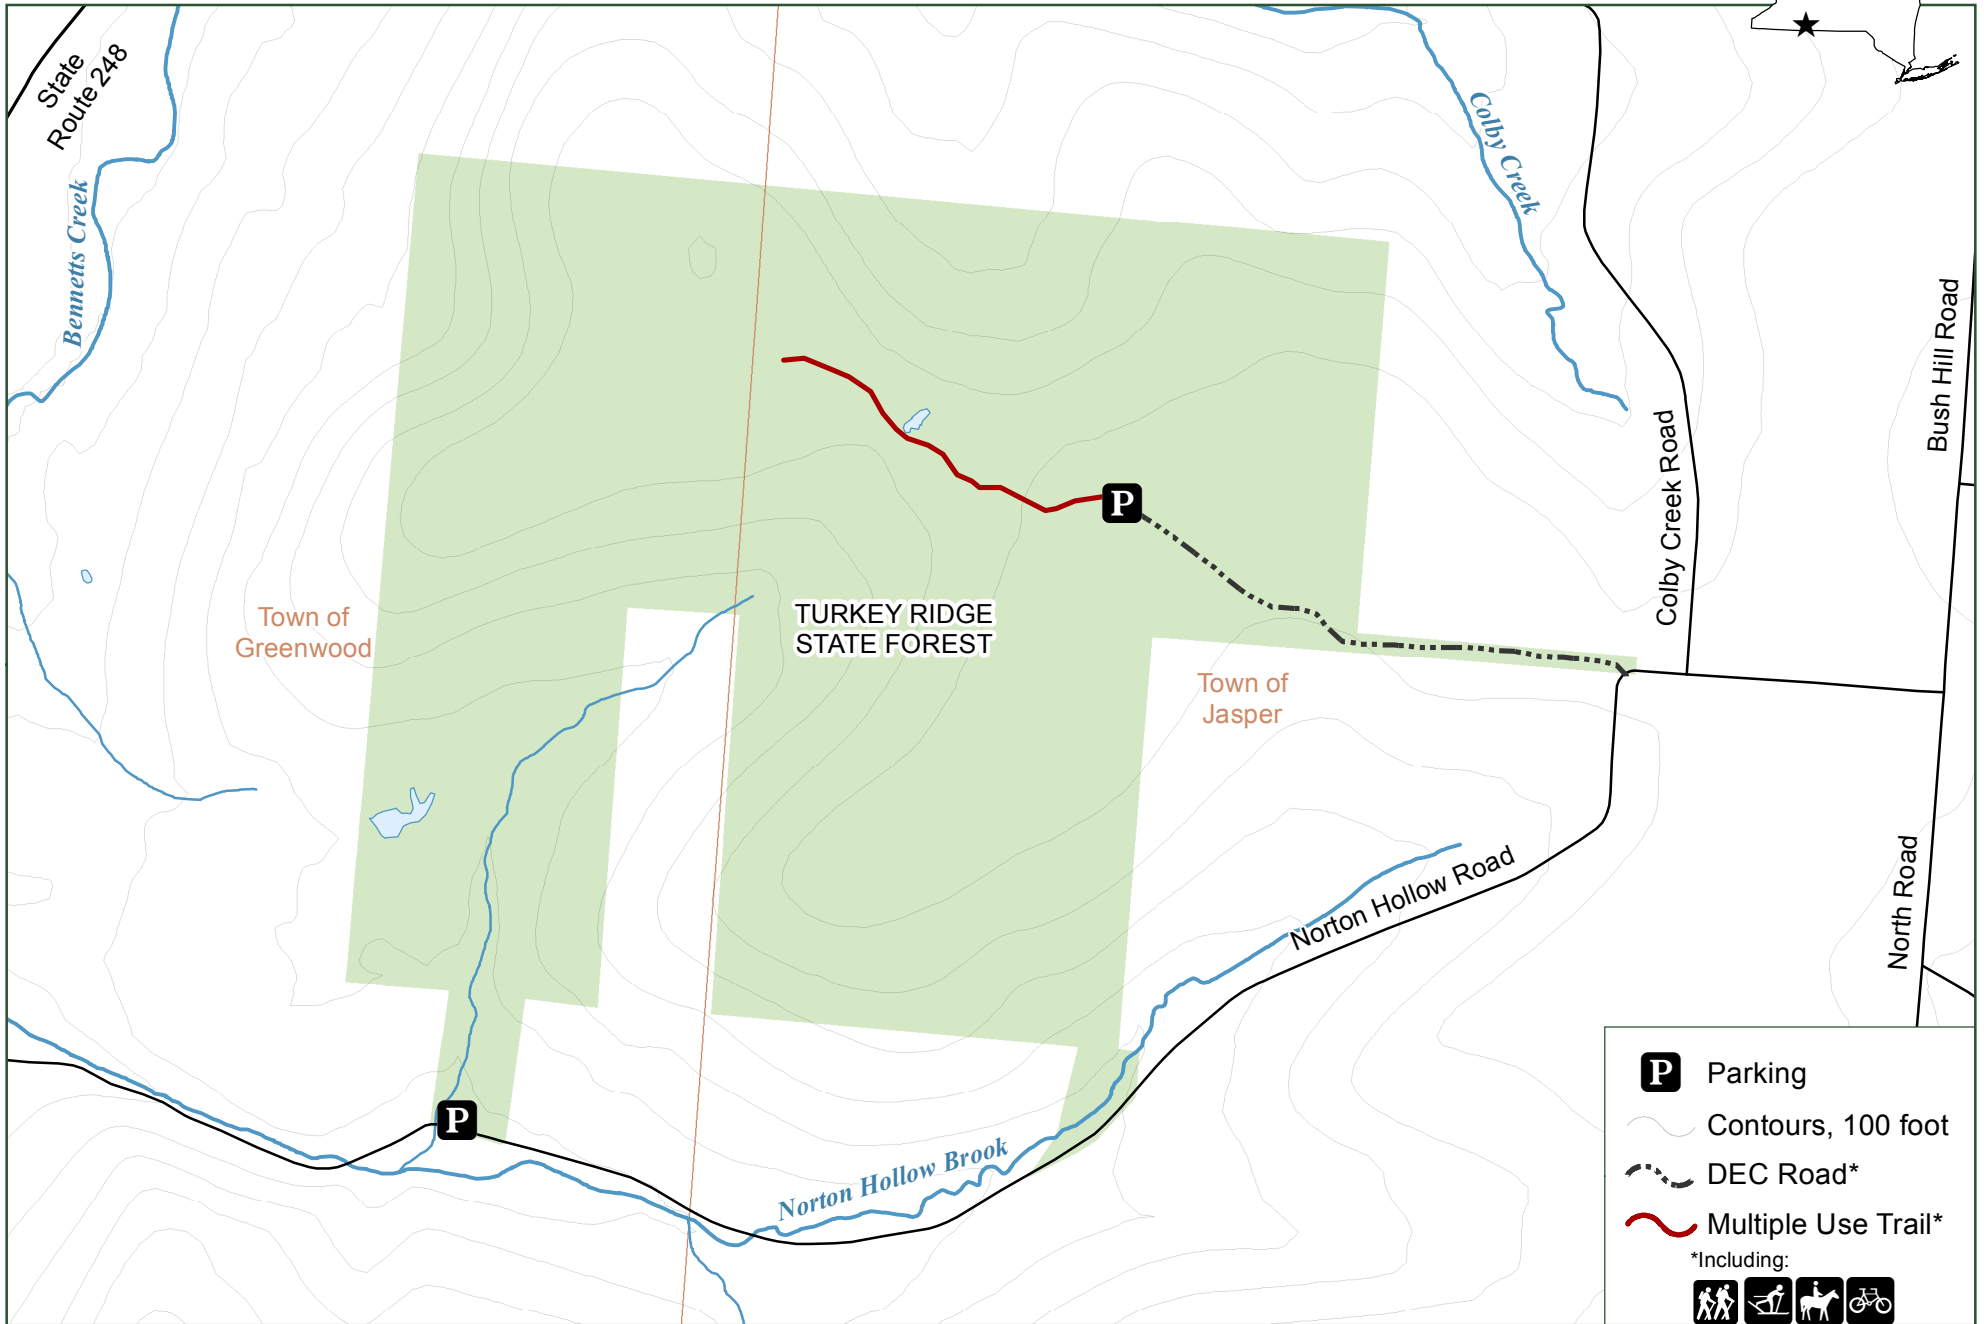 State
Route 248
Bennetts Creek
Colby Creek
Bush Hill Road
Colby Creek Road
P
Town of
Greenwood
TURKEY RIDGE
STATE FOREST
Town of
Jasper
Norton Hollow Road
North Road
P
Norton Hollow Brook
P Parking
Contours, 100 foot
DEC Road*
Multiple Use Trail*
*Including: